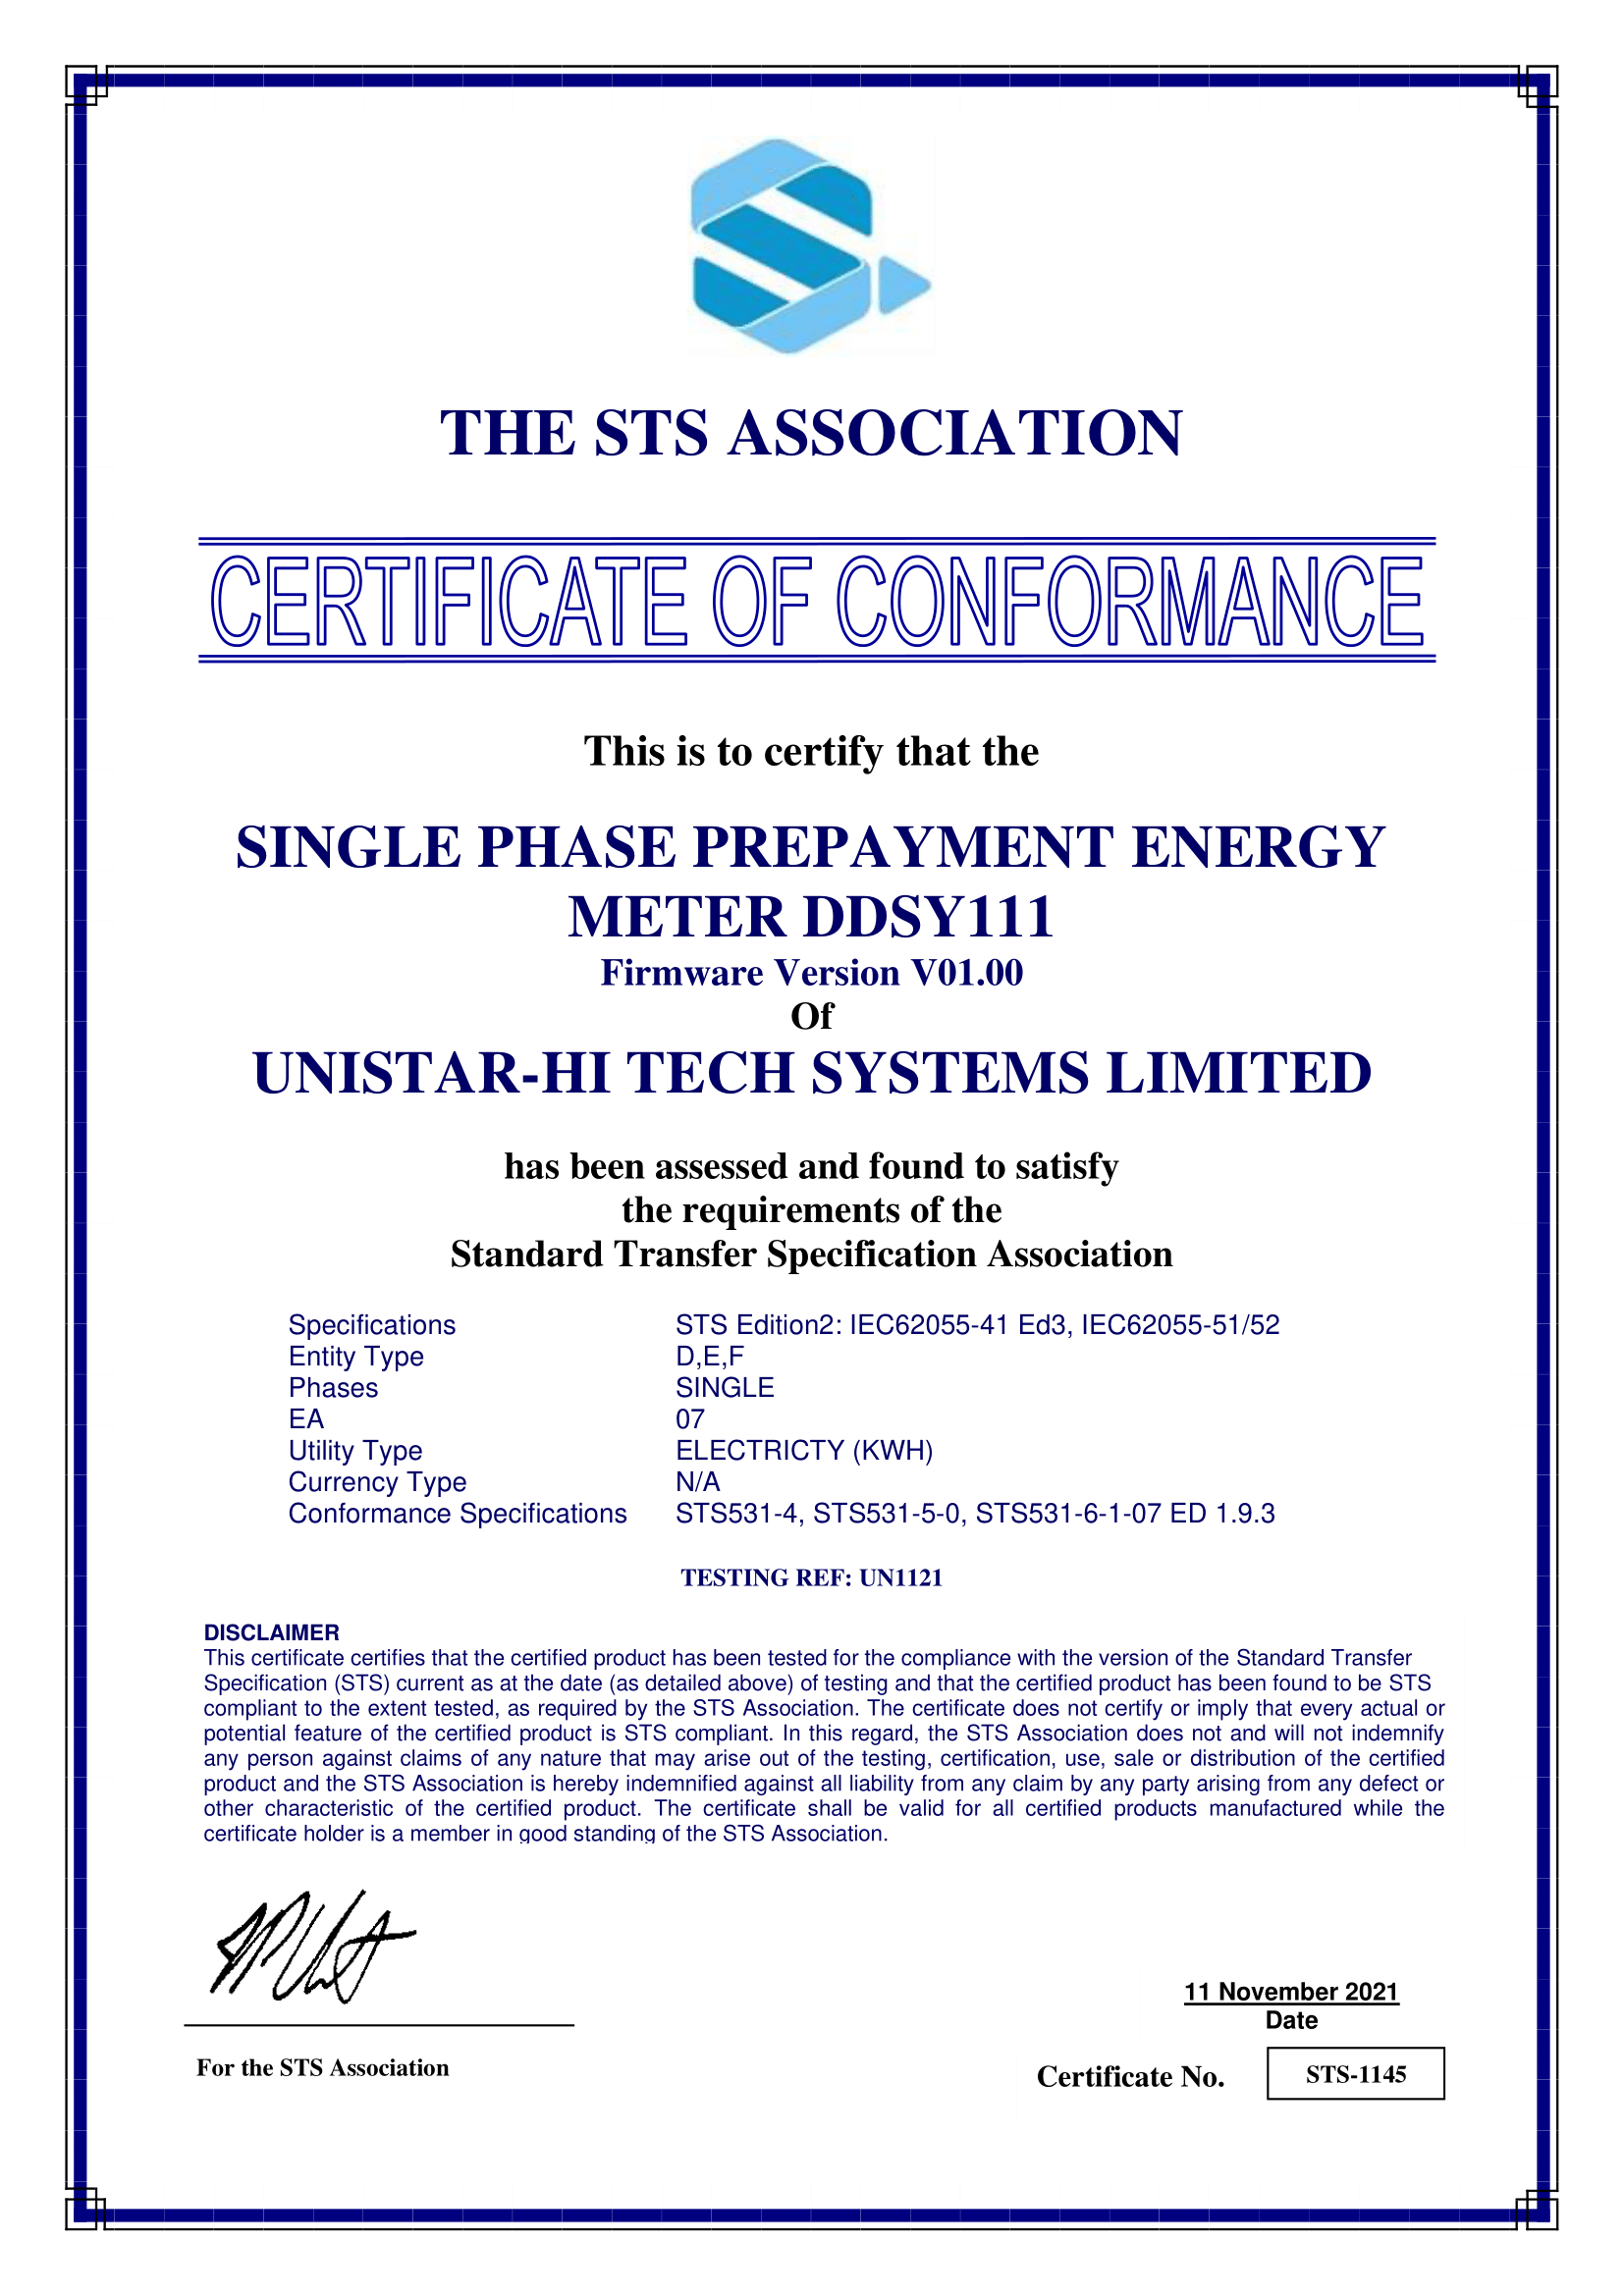 THE STS ASSOCIATION
CERTIFICATE OF CONFORMANCE
This is to certify that the
SINGLE PHASE PREPAYMENT ENERGY
METER DDSY111
Firmware Version V01.00
Of
UNISTAR-HI TECH SYSTEMS LIMITED
has been assessed and found to satisfy
the requirements of the
Standard Transfer Specification Association
Specifications STS Edition2: IEC62055-41 Ed3, IEC62055-51/52
Entity Type D,E,F
Phases SINGLE
EA 07
Utility Type ELECTRICTY (KWH)
Currency Type N/A
Conformance Specifications STS531-4, STS531-5-0, STS531-6-1-07 ED 1.9.3
TESTING REF: UN1121
DISCLAIMER
This certificate certifies that the certified product has been tested for the compliance with the version of the Standard Transfer
Specification (STS) current as at the date (as detailed above) of testing and that the certified product has been found to be STS
compliant to the extent tested, as required by the STS Association. The certificate does not certify or imply that every actual or
potential feature of the certified product is STS compliant. In this regard, the STS Association does not and will not indemnify
any person against claims of any nature that may arise out of the testing, certification, use, sale or distribution of the certified
product and the STS Association is hereby indemnified against all liability from any claim by any party arising from any defect or
other characteristic of the certified product. The certificate shall be valid for all certified products manufactured while the
certificate holder is a member in good standing of the STS Association.
11 November 2021
Date
For the STS Association
Certificate No. STS-1145